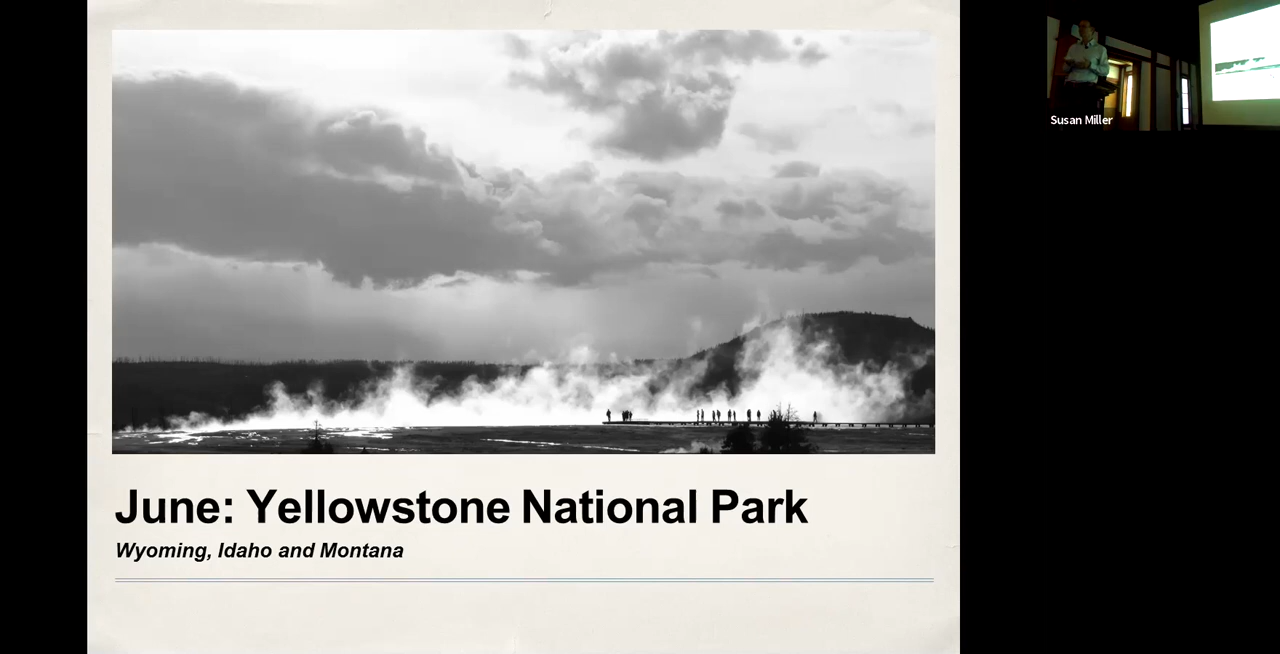 June: Yellowstone National Park
Wyoming, Idaho and Montana
Susan Miller